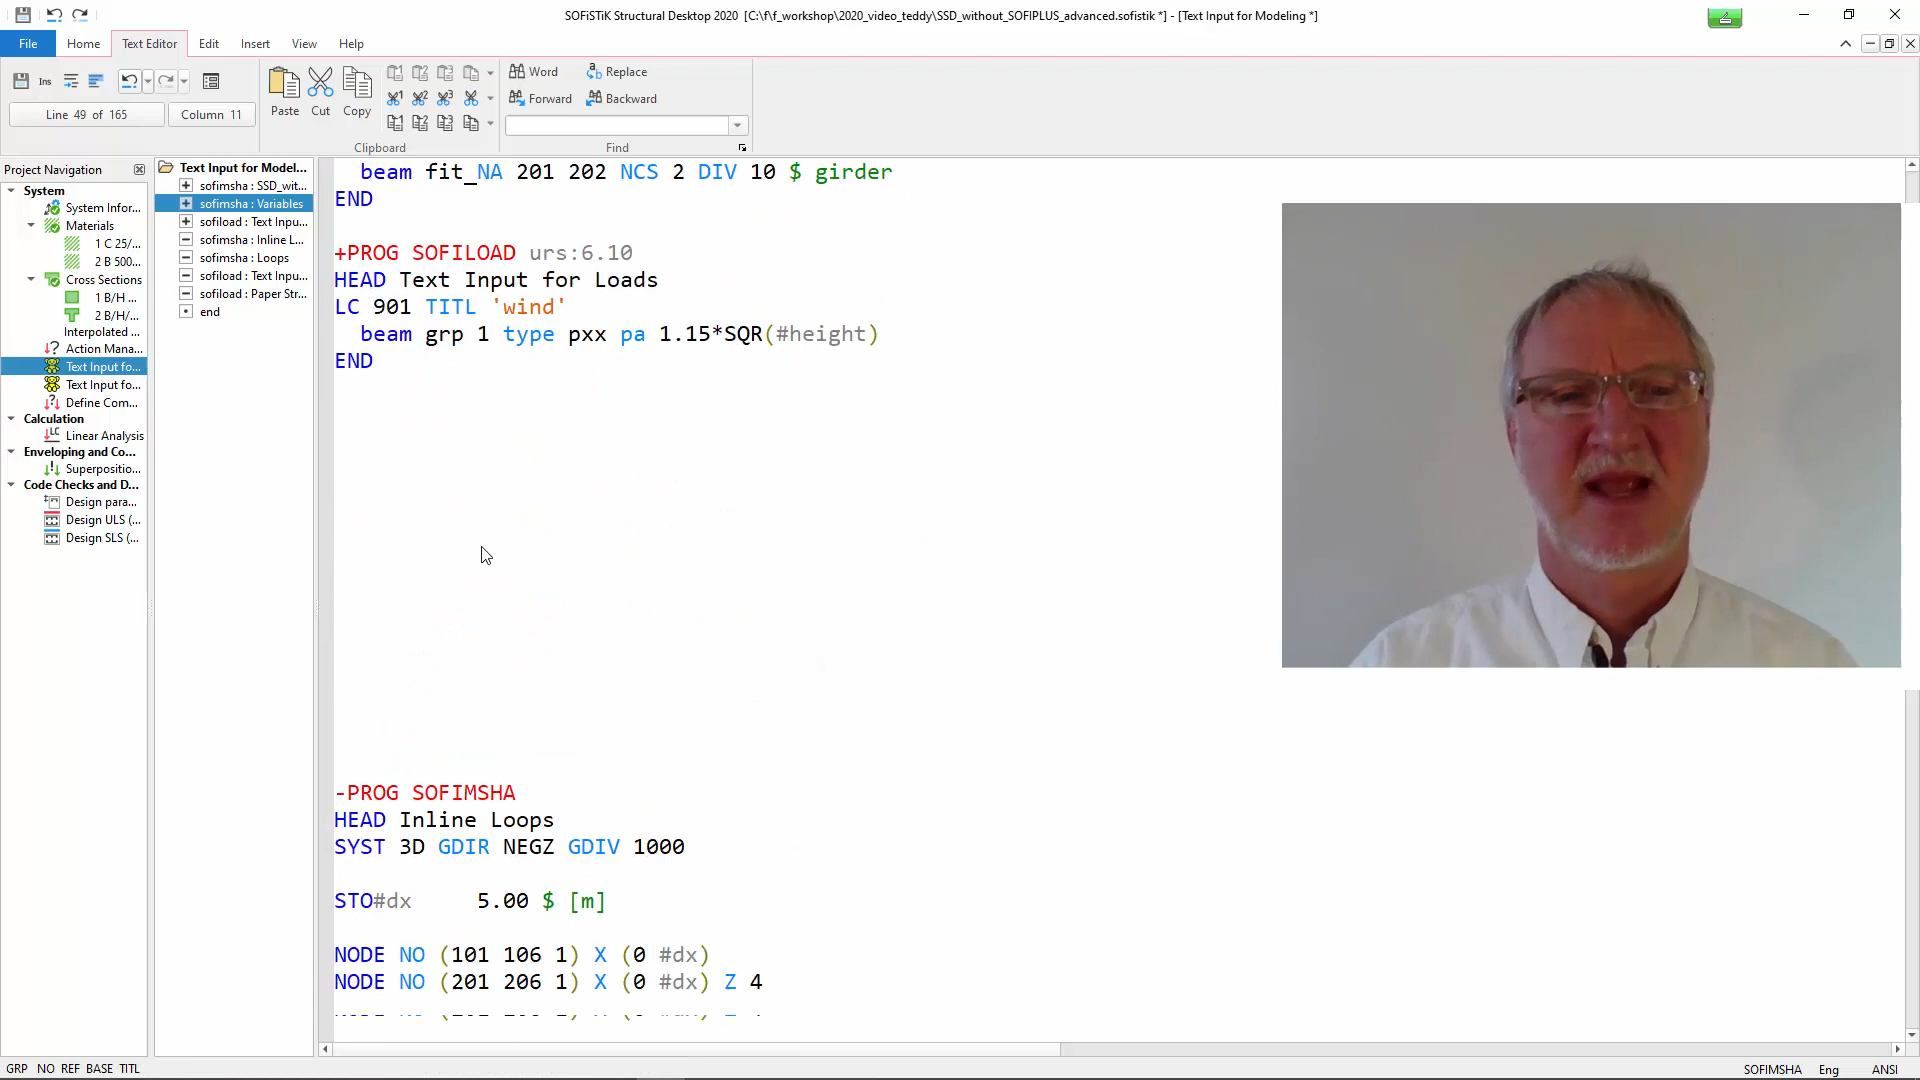 SOFiSTiK Structural Desktop 2020 [C:\f\f_workshop\2020_video_teddy\SSD_without_SOFIPLUS_advanced.sofistik *] - [Text Input for Modeling *]
File Home Text Editor Edit Insert View Help
Ins
Line 49 of 165 Column 11
Paste Cut Copy
Clipboard
Word Replace
Forward Backward
Find
Project Navigation
System
System Infor...
Materials
1 C 25/...
2 B 500...
Cross Sections
1 B/H ...
2 B/H/...
Interpolated ...
Action Mana...
Text Input fo...
Text Input fo...
Define Com...
Calculation
Linear Analysis
Enveloping and Co...
Superpositio...
Code Checks and D...
Design para...
Design ULS (...
Design SLS (...
Text Input for Model...
sofimsha : SSD_wit...
sofimsha : Variables
sofiload : Text Inpu...
sofimsha : Inline L...
sofimsha : Loops
sofiload : Text Inpu...
sofiload : Paper Str...
end
beam fit_NA 201 202 NCS 2 DIV 10 $ girder
END
+PROG SOFILOAD urs:6.10
HEAD Text Input for Loads
LC 901 TITL 'wind'
beam grp 1 type pxx pa 1.15*SQR(#height)
END
-PROG SOFIMSHA
HEAD Inline Loops
SYST 3D GDIR NEGZ GDIV 1000
STO#dx 5.00 $ [m]
NODE NO (101 106 1) X (0 #dx)
NODE NO (201 206 1) X (0 #dx) Z 4
GRP NO REF BASE TITL
SOFIMSHA Eng ANSI